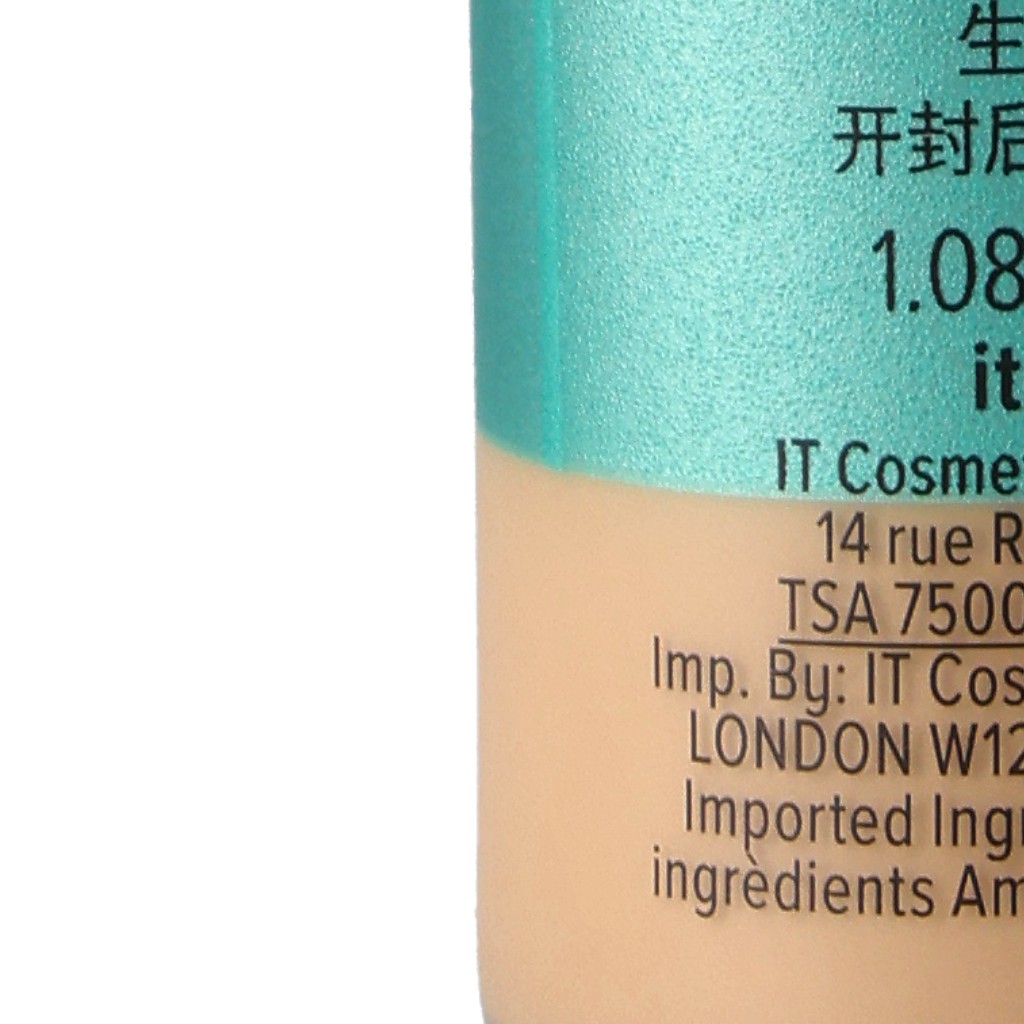 生
开封后
1.08
it
IT Cosme
14 rue R
TSA 7500
Imp. By: IT Cos
LONDON W12
Imported Ingr
ingrèdients Am